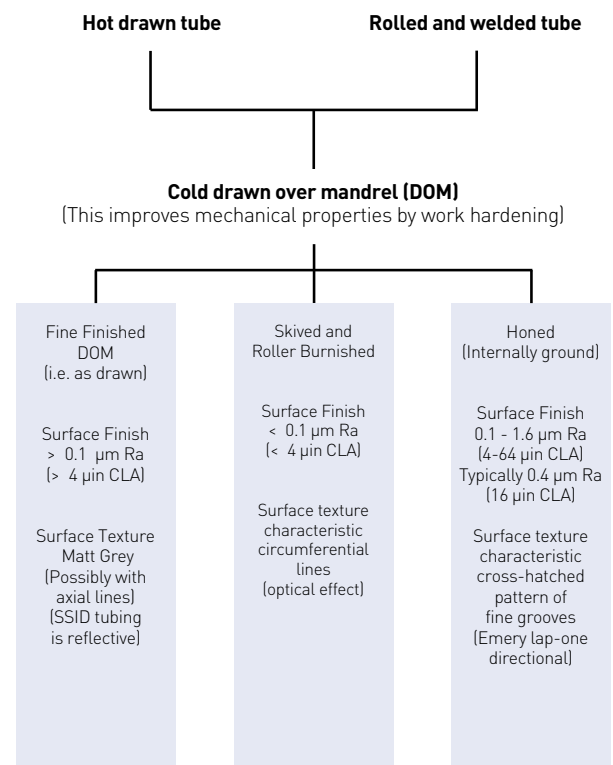 Hot drawn tube
Rolled and welded tube
Cold drawn over mandrel (DOM)
(This improves mechanical properties by work hardening)
Fine Finished
DOM
(i.e. as drawn)
Surface Finish
> 0.1 µm Ra
(> 4 µin CLA)
Surface Texture
Matt Grey
(Possibly with
axial lines)
(SSID tubing
is reflective)
Skived and
Roller Burnished
Surface Finish
< 0.1 µm Ra
(< 4 µin CLA)
Surface texture
characteristic
circumferential
lines
(optical effect)
Honed
(Internally ground)
Surface Finish
0.1 - 1.6 µm Ra
(4-64 µin CLA)
Typically 0.4 µm Ra
(16 µin CLA)
Surface texture
characteristic
cross-hatched
pattern of
fine grooves
(Emery lap-one
directional)